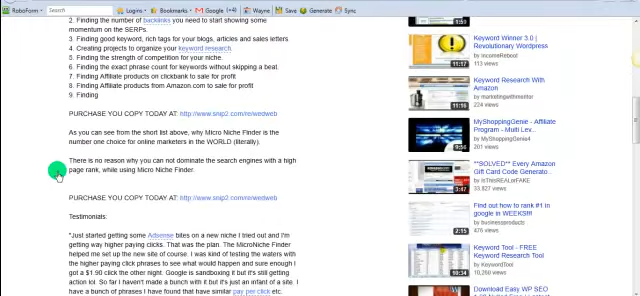 RoboForm Search Logins Bookmarks Google (+4) Wayne Save Generate Sync
2. Finding the number of backlinks you need to start showing some
momentum on the SERPs.
3. Finding good keyword, rich tags for your blogs, articles and sales letters.
4. Creating projects to organize your keyword research.
5. Finding the strength of competition for your niche.
6. Finding the exact phrase count for keywords without skipping a beat.
7. Finding Affiliate products on clickbank to sale for profit
8. Finding Affiliate products from Amazon.com to sale for profit
9. Finding
PURCHASE YOU COPY TODAY AT: http://www.snip2.com/re/wedweb
As you can see from the short list above, why Micro Niche Finder is the
number one choice for online marketers in the WORLD (literally).
There is no reason why you can not dominate the search engines with a high
page rank, while using Micro Niche Finder.
PURCHASE YOU COPY TODAY AT: http://www.snip2.com/re/wedweb
Testimonials:
"Just started getting some Adsense bites on a new niche I tried out and I'm
getting way higher paying clicks. That was the plan. The MicroNiche Finder
helped me set up the new site of course. I was kind of testing the waters with
the higher paying click phrases to see what would happen and sure enough I
got a $1.90 click the other night. Google is sandboxing it but it's still getting
action lol. So far I haven't made a bunch with it but it's just an infant of a site. I
have a bunch of phrases I have found that have similar pay per click etc.
Keyword Winner 3.0 |
Revolutionary Wordpress
by IncomReboot
113 views
11:17
Keyword Research With
Amazon
by marketingwithmentor
224 views
11:16
MyShoppingGenie - Affiliate
Program - Multi Lev..
by MyShoppingGenie4
201 views
9:56
**SOLVED** Every Amazon
Gift Card Code Generato..
by isThisREALorFAKE
33,827 views
5:47
Find out how to rank #1 in
google in WEEKS!!!!
by businessproducts
476 views
2:15
Keyword Tool - FREE
Keyword Research Tool
10,260 views
10:34
Download Easy WP SEO